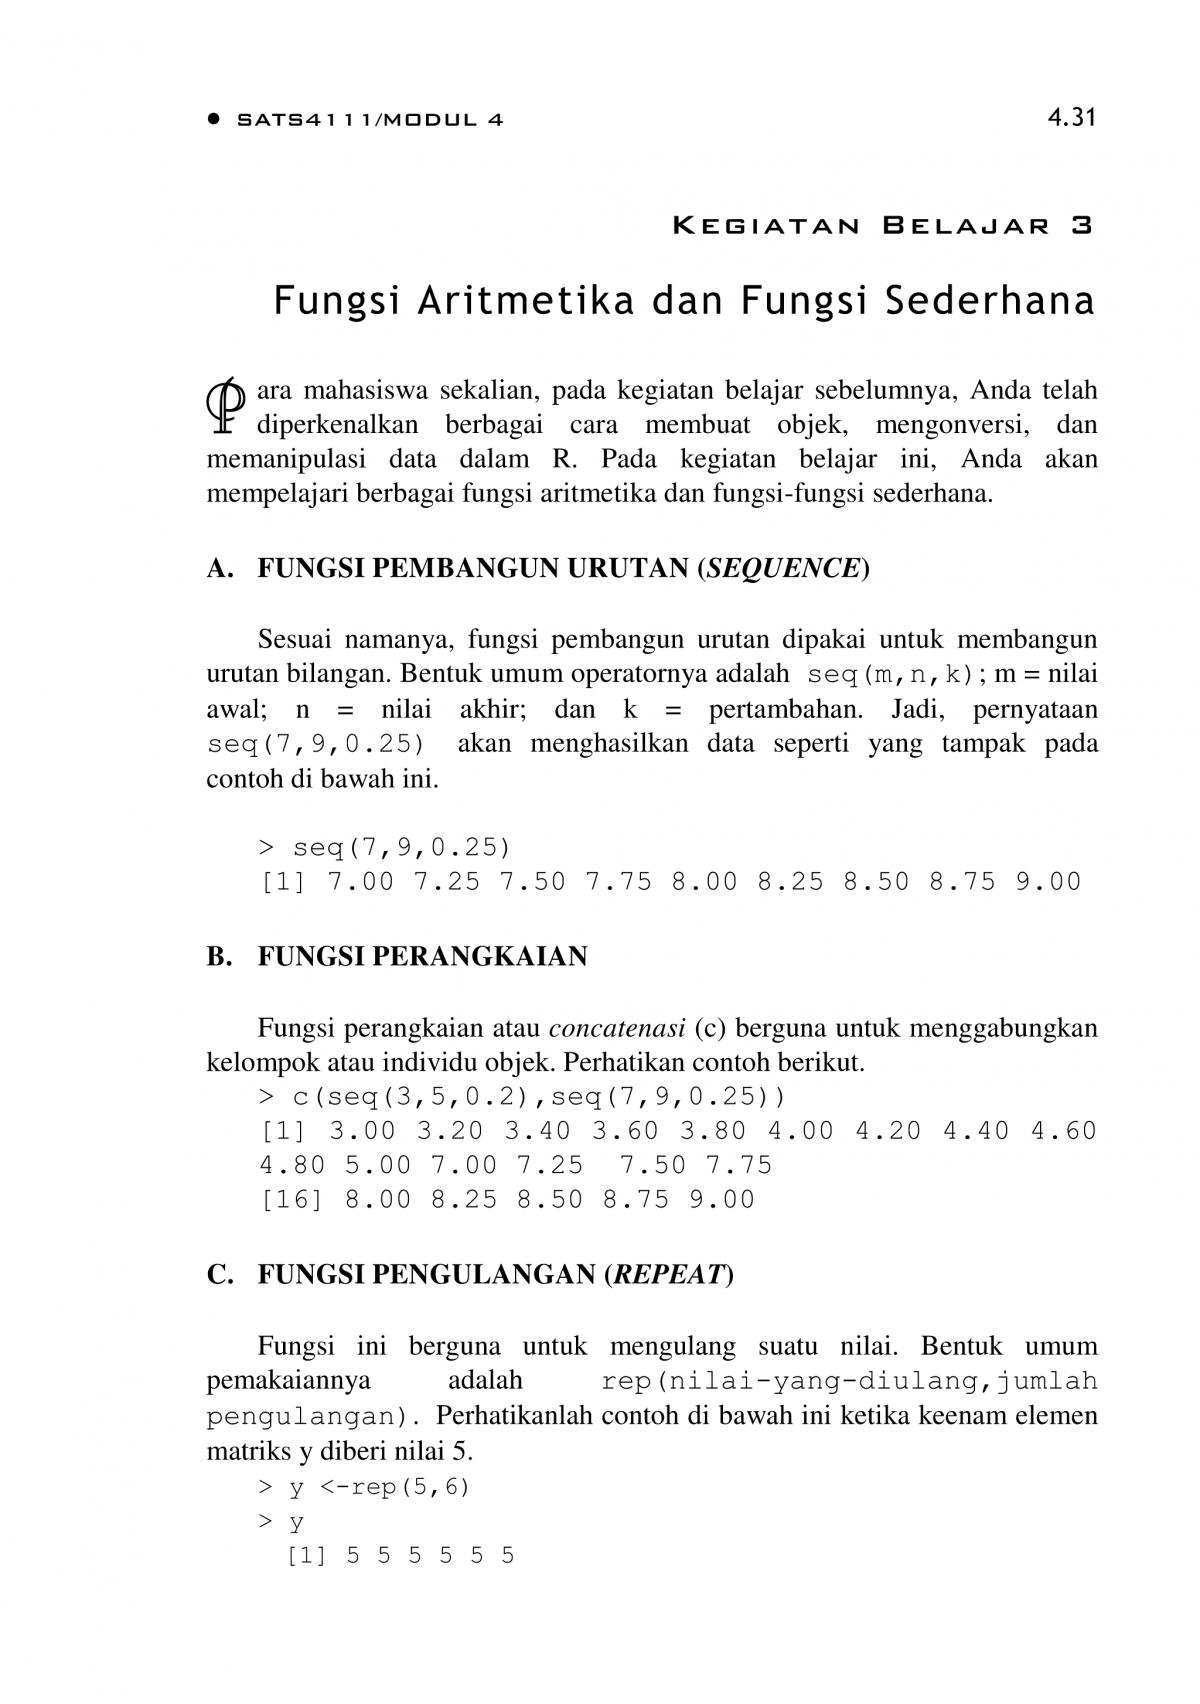 • SATS4111/MODUL 4 4.31
KEGIATAN BELAJAR 3
Fungsi Aritmetika dan Fungsi Sederhana
Para mahasiswa sekalian, pada kegiatan belajar sebelumnya, Anda telah
diperkenalkan berbagai cara membuat objek, mengonversi, dan
memanipulasi data dalam R. Pada kegiatan belajar ini, Anda akan
mempelajari berbagai fungsi aritmetika dan fungsi-fungsi sederhana.
A. FUNGSI PEMBANGUN URUTAN (SEQUENCE)
Sesuai namanya, fungsi pembangun urutan dipakai untuk membangun
urutan bilangan. Bentuk umum operatornya adalah seq(m,n,k); m = nilai
awal; n = nilai akhir; dan k = pertambahan. Jadi, pernyataan
seq(7,9,0.25) akan menghasilkan data seperti yang tampak pada
contoh di bawah ini.
> seq(7,9,0.25)
[1] 7.00 7.25 7.50 7.75 8.00 8.25 8.50 8.75 9.00
B. FUNGSI PERANGKAIAN
Fungsi perangkaian atau concatenasi (c) berguna untuk menggabungkan
kelompok atau individu objek. Perhatikan contoh berikut.
> c(seq(3,5,0.2),seq(7,9,0.25))
[1] 3.00 3.20 3.40 3.60 3.80 4.00 4.20 4.40 4.60
4.80 5.00 7.00 7.25 7.50 7.75
[16] 8.00 8.25 8.50 8.75 9.00
C. FUNGSI PENGULANGAN (REPEAT)
Fungsi ini berguna untuk mengulang suatu nilai. Bentuk umum
pemakaiannya adalah rep(nilai-yang-diulang,jumlah
pengulangan). Perhatikanlah contoh di bawah ini ketika keenam elemen
matriks y diberi nilai 5.
> y <-rep(5,6)
> y
[1] 5 5 5 5 5 5